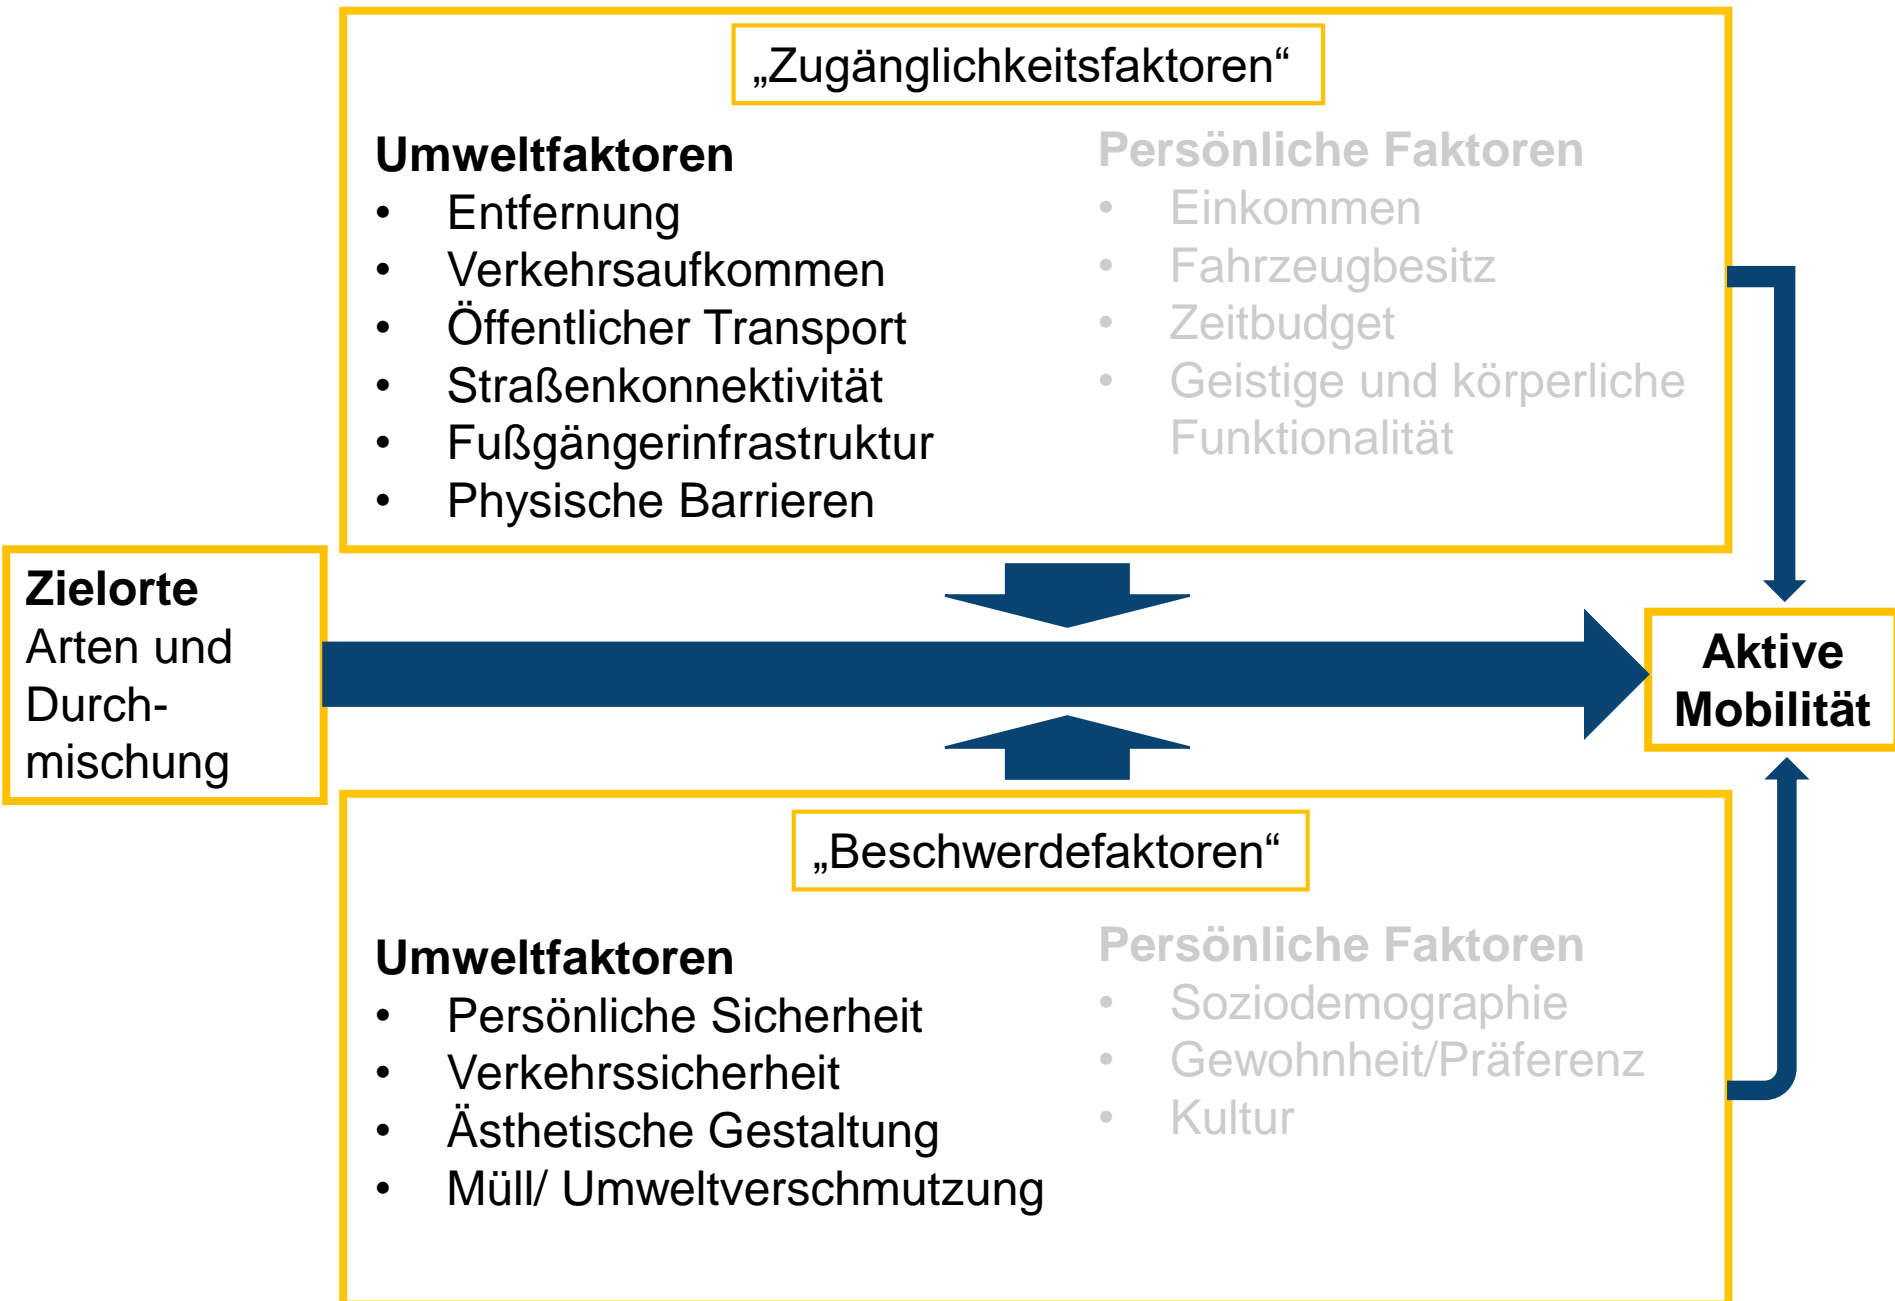 „Zugänglichkeitsfaktoren“
Umweltfaktoren
• Entfernung
• Verkehrsaufkommen
• Öffentlicher Transport
• Straßenkonnektivität
• Fußgängerinfrastruktur
• Physische Barrieren
Persönliche Faktoren
• Einkommen
• Fahrzeugbesitz
• Zeitbudget
• Geistige und körperliche
Funktionalität
Zielorte
Arten und
Durch-
mischung
Aktive
Mobilität
„Beschwerdefaktoren“
Umweltfaktoren
• Persönliche Sicherheit
• Verkehrssicherheit
• Ästhetische Gestaltung
• Müll/ Umweltverschmutzung
Persönliche Faktoren
• Soziodemographie
• Gewohnheit/Präferenz
• Kultur